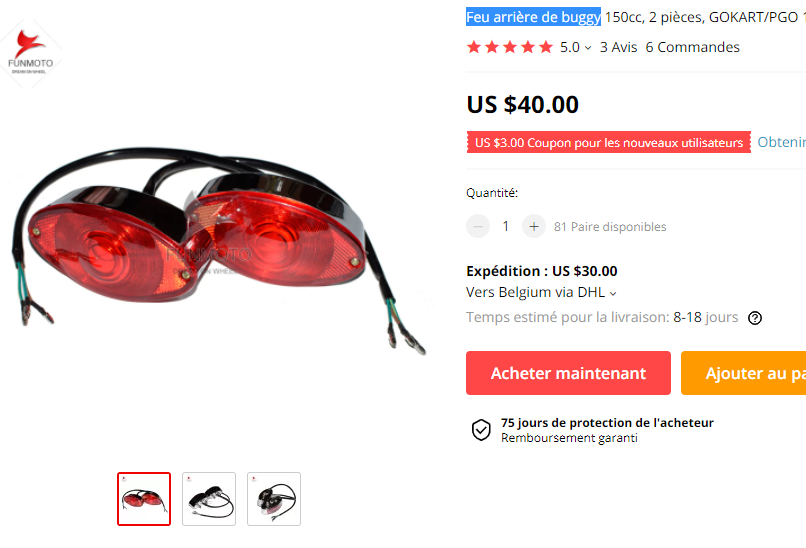 FUNMOTO
DREAM ON WHEEL
Feu arrière de buggy 150cc, 2 pièces, GOKART/PGO 1
5.0 3 Avis 6 Commandes
US $40.00
US $3.00 Coupon pour les nouveaux utilisateurs Obtenir
Quantité:
− 1 + 81 Paire disponibles
FUNMOTO
Expédition : US $30.00
Vers Belgium via DHL
Temps estimé pour la livraison: 8-18 jours ?
Acheter maintenant Ajouter au pa
75 jours de protection de l'acheteur
Remboursement garanti